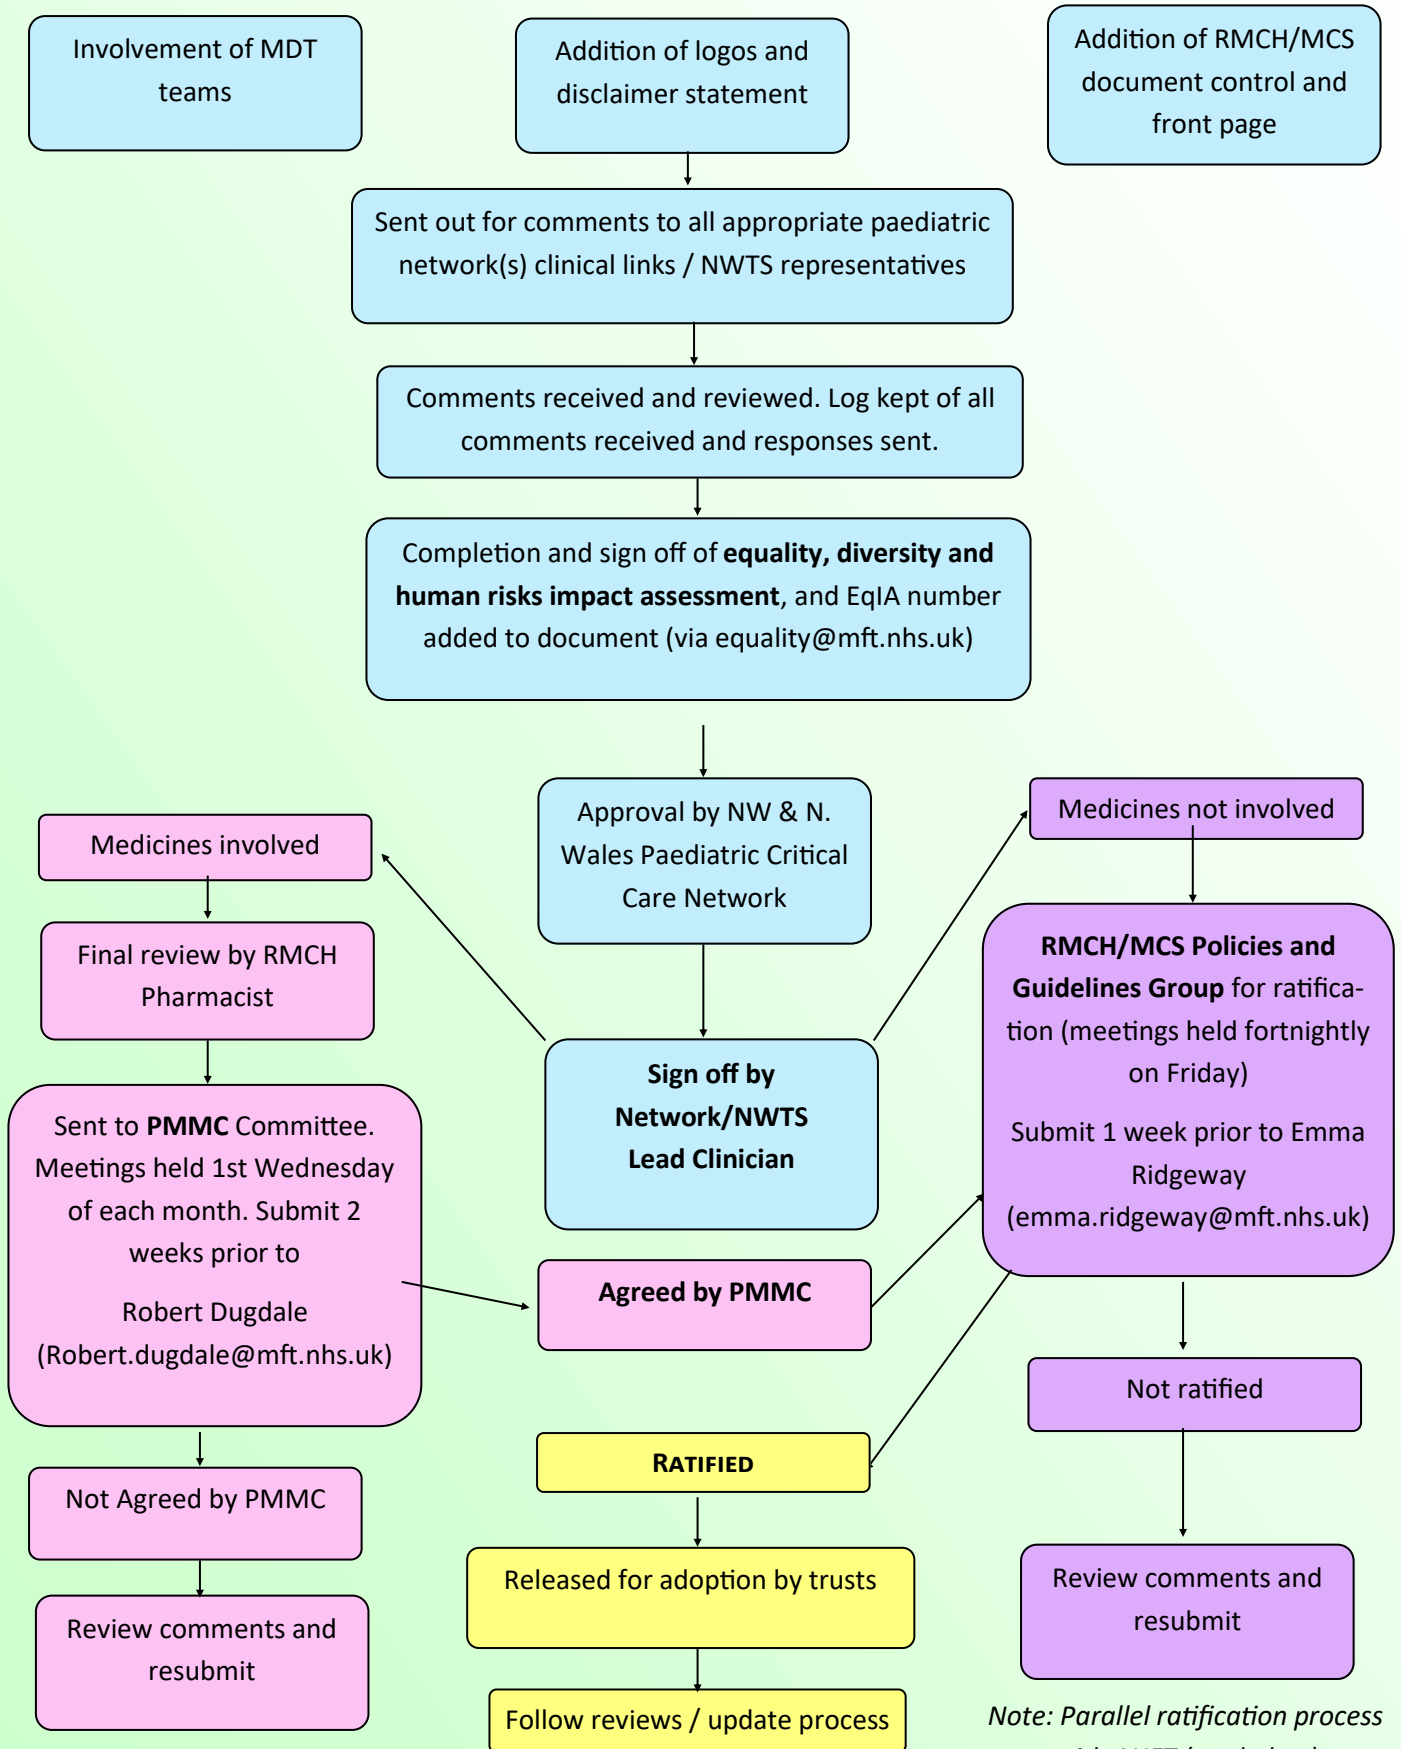 Involvement of MDT
teams
Addition of logos and
disclaimer statement
Addition of RMCH/MCS
document control and
front page
Sent out for comments to all appropriate paediatric
network(s) clinical links / NWTS representatives
Comments received and reviewed. Log kept of all
comments received and responses sent.
Completion and sign off of equality, diversity and
human risks impact assessment, and EqIA number
added to document (via equality@mft.nhs.uk)
Approval by NW & N.
Wales Paediatric Critical
Care Network
Medicines involved
Medicines not involved
Final review by RMCH
Pharmacist
Sign off by
Network/NWTS
Lead Clinician
RMCH/MCS Policies and
Guidelines Group for ratifica-
tion (meetings held fortnightly
on Friday)
Submit 1 week prior to Emma
Ridgeway
(emma.ridgeway@mft.nhs.uk)
Sent to PMMC Committee.
Meetings held 1st Wednesday
of each month. Submit 2
weeks prior to
Robert Dugdale
(Robert.dugdale@mft.nhs.uk)
Agreed by PMMC
Not ratified
RATIFIED
Not Agreed by PMMC
Released for adoption by trusts
Review comments and
resubmit
Review comments and
resubmit
Follow reviews / update process
Note: Parallel ratification process